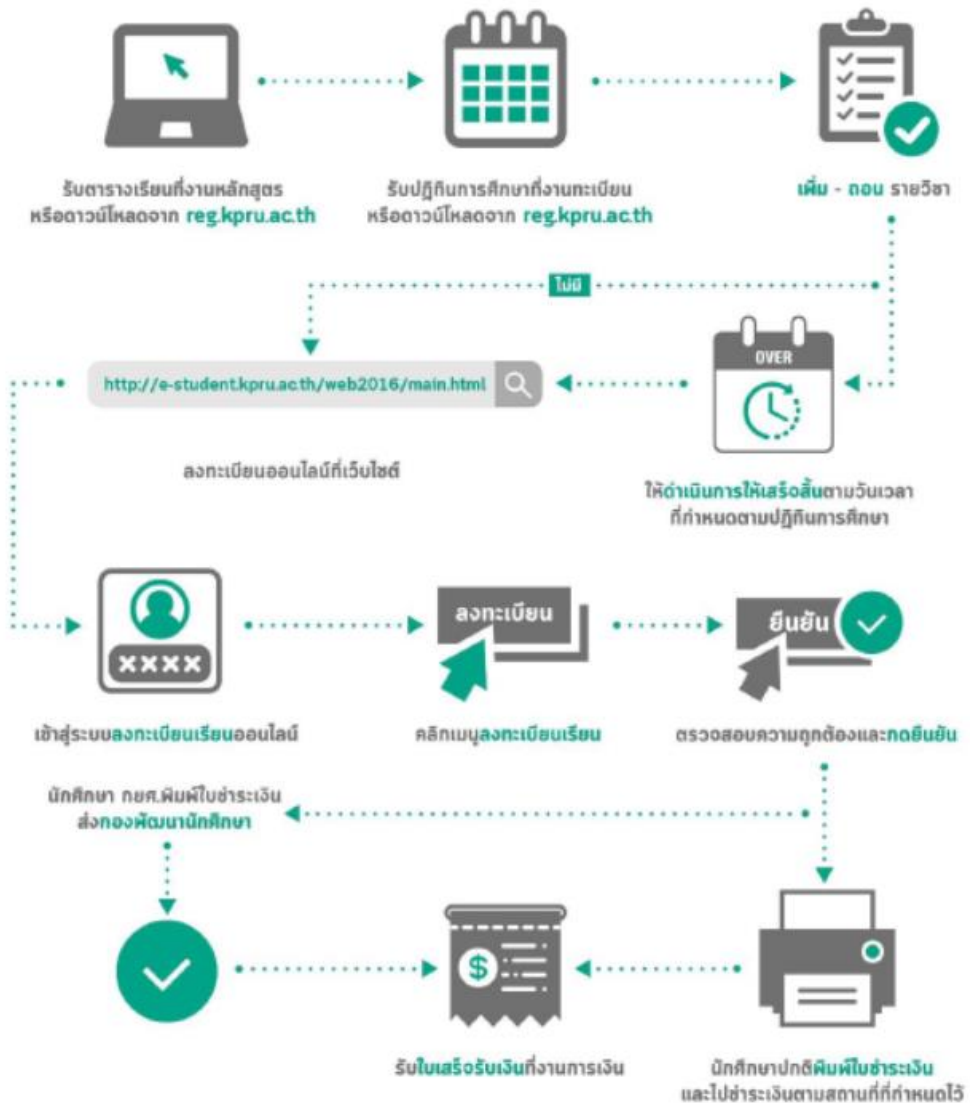 รับตารางเรียนที่งานหลักสูตร
หรือดาวน์โหลดจาก reg.kpru.ac.th
รับปฏิทินการศึกษาที่งานทะเบียน
หรือดาวน์โหลดจาก reg.kpru.ac.th
เพิ่ม - ถอน รายวิชา
ไม่มี
http://e-student.kpru.ac.th/web2016/main.html
ลงทะเบียนออนไลน์ที่เว็บไซต์
OVER
ให้ดำเนินการให้เสร็จสิ้นตามวันเวลา
ที่กำหนดตามปฏิทินการศึกษา
xxxx
เข้าสู่ระบบลงทะเบียนเรียนออนไลน์
ลงทะเบียน
คลิกเมนูลงทะเบียนเรียน
ยืนยัน
ตรวจสอบความถูกต้องและกดยืนยัน
นักศึกษา กยศ.พิมพ์ใบชำระเงิน
ส่งกองพัฒนานักศึกษา
$
รับใบเสร็จรับเงินที่งานการเงิน
นักศึกษาปกติพิมพ์ใบชำระเงิน
และไปชำระเงินตามสถานที่ที่กำหนดไว้